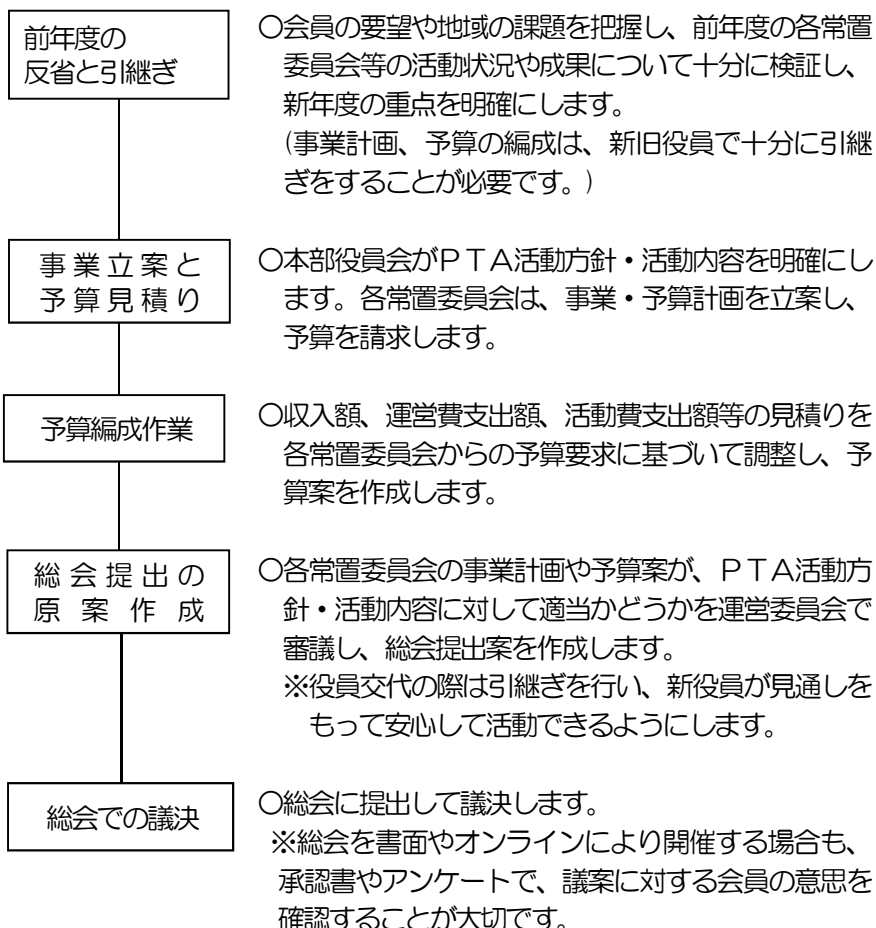 前年度の
反省と引継ぎ
〇会員の要望や地域の課題を把握し、前年度の各常置
委員会等の活動状況や成果について十分に検証し、
新年度の重点を明確にします。
(事業計画、予算の編成は、新旧役員で十分に引継
ぎをすることが必要です。)
事業立案と
予算見積り
〇本部役員会がPTA活動方針・活動内容を明確にし
ます。各常置委員会は、事業・予算計画を立案し、
予算を請求します。
予算編成作業
〇収入額、運営費支出額、活動費支出額等の見積りを
各常置委員会からの予算要求に基づいて調整し、予
算案を作成します。
総会提出の
原案作成
〇各常置委員会の事業計画や予算案が、PTA活動方
針・活動内容に対して適当かどうかを運営委員会で
審議し、総会提出案を作成します。
※役員交代の際は引継ぎを行い、新役員が見通しを
もって安心して活動できるようにします。
総会での議決
〇総会に提出して議決します。
※総会を書面やオンラインにより開催する場合も、
承認書やアンケートで、議案に対する会員の意思を
確認することが大切です。